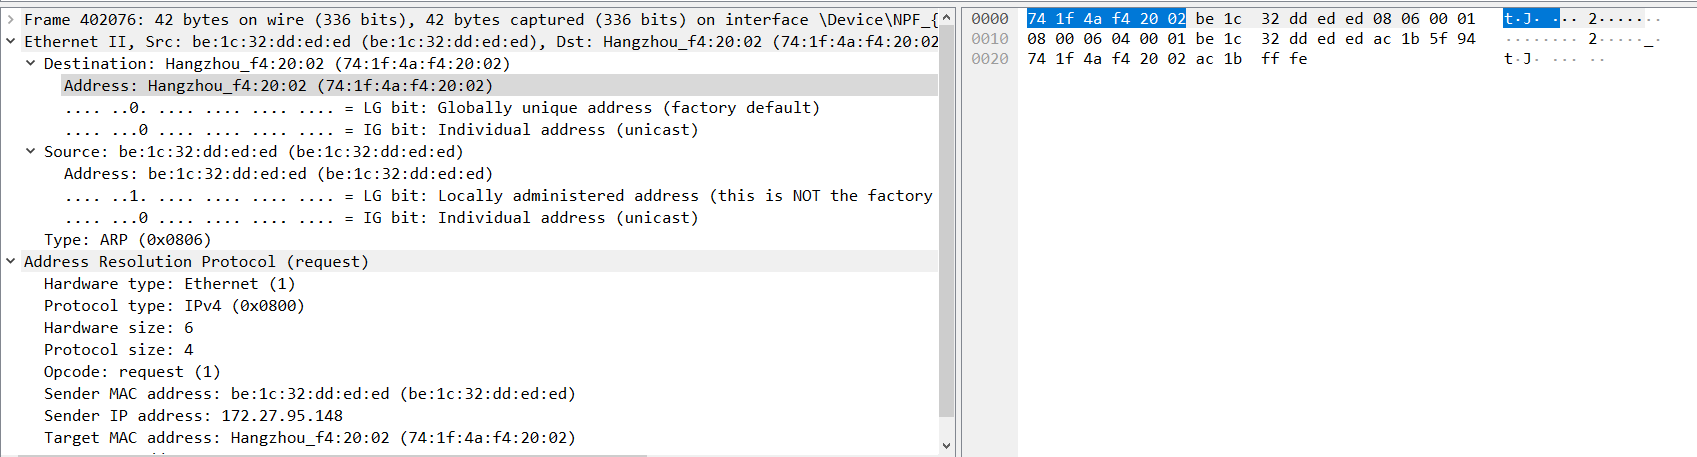 Frame 402076: 42 bytes on wire (336 bits), 42 bytes captured (336 bits) on interface \Device\NPF_{
Ethernet II, Src: be:1c:32:dd:ed:ed (be:1c:32:dd:ed:ed), Dst: Hangzhou_f4:20:02 (74:1f:4a:f4:20:02
Destination: Hangzhou_f4:20:02 (74:1f:4a:f4:20:02)
Address: Hangzhou_f4:20:02 (74:1f:4a:f4:20:02)
.... ..0. .... .... .... .... = LG bit: Globally unique address (factory default)
.... ...0 .... .... .... .... = IG bit: Individual address (unicast)
Source: be:1c:32:dd:ed:ed (be:1c:32:dd:ed:ed)
Address: be:1c:32:dd:ed:ed (be:1c:32:dd:ed:ed)
.... ..1. .... .... .... .... = LG bit: Locally administered address (this is NOT the factory
.... ...0 .... .... .... .... = IG bit: Individual address (unicast)
Type: ARP (0x0806)
Address Resolution Protocol (request)
Hardware type: Ethernet (1)
Protocol type: IPv4 (0x0800)
Hardware size: 6
Protocol size: 4
Opcode: request (1)
Sender MAC address: be:1c:32:dd:ed:ed (be:1c:32:dd:ed:ed)
Sender IP address: 172.27.95.148
Target MAC address: Hangzhou_f4:20:02 (74:1f:4a:f4:20:02)
0000 74 1f 4a f4 20 02 be 1c 32 dd ed ed 08 06 00 01 t·J· ··· 2·······
0010 08 00 06 04 00 01 be 1c 32 dd ed ed ac 1b 5f 94 ········ 2·····_·
0020 74 1f 4a f4 20 02 ac 1b ff fe t·J· ··· ··